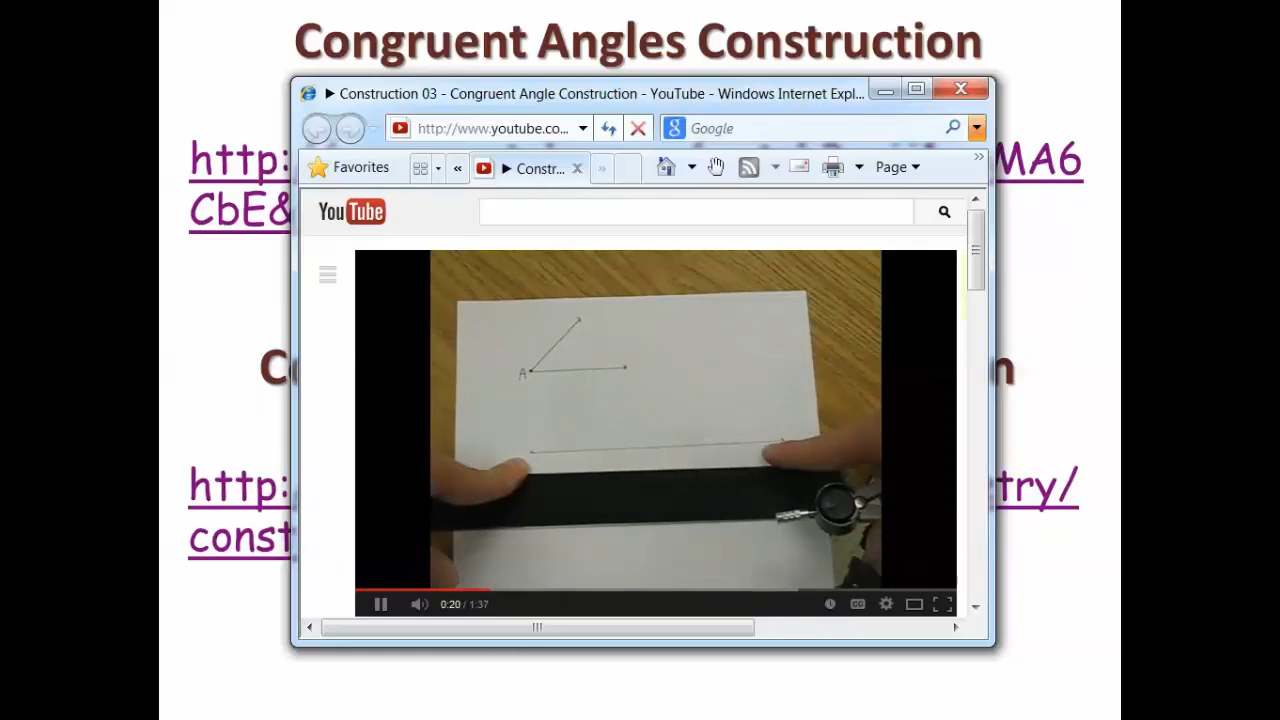 Congruent Angles Construction
Construction 03 - Congruent Angle Construction - YouTube - Windows Internet Expl...
http://www.youtube.co...
Google
Favorites
Constr...
Page
http:
MA6
CbE&
YouTube
A
C
n
http:
try/
const
0:20 / 1:37
CC